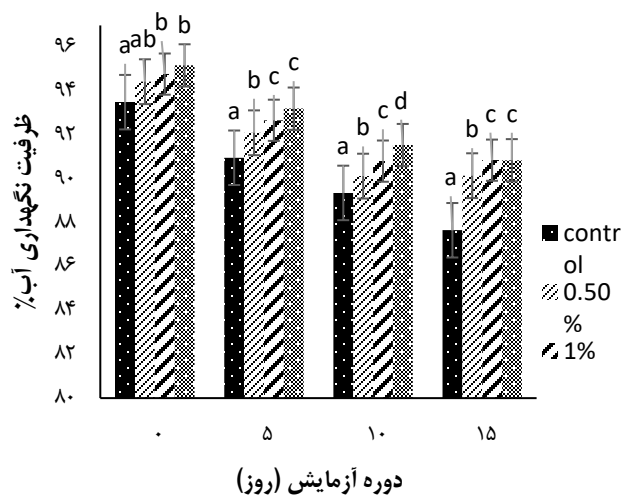 ظرفیت نگهداری آب٪
۹۶
۹۴
۹۲
۹۰
۸۸
۸۶
۸۴
۸۲
۸۰
a ab b b
a b c c
a b c d
a b c c
۰ ۵ ۱۰ ۱۵
دوره آزمایش (روز)
contr
ol
0.50
%
1%